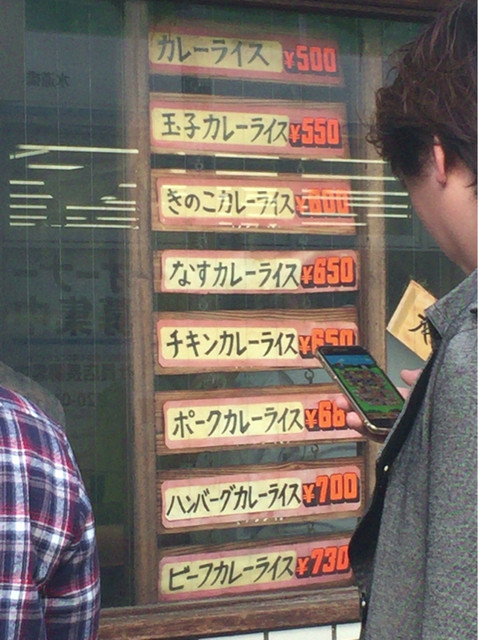 カレーライス ¥500
玉子カレーライス ¥550
きのこカレーライス ¥600
なすカレーライス ¥650
チキンカレーライス ¥650
ポークカレーライス ¥6
ハンバーグカレーライス ¥700
ビーフカレーライス ¥730